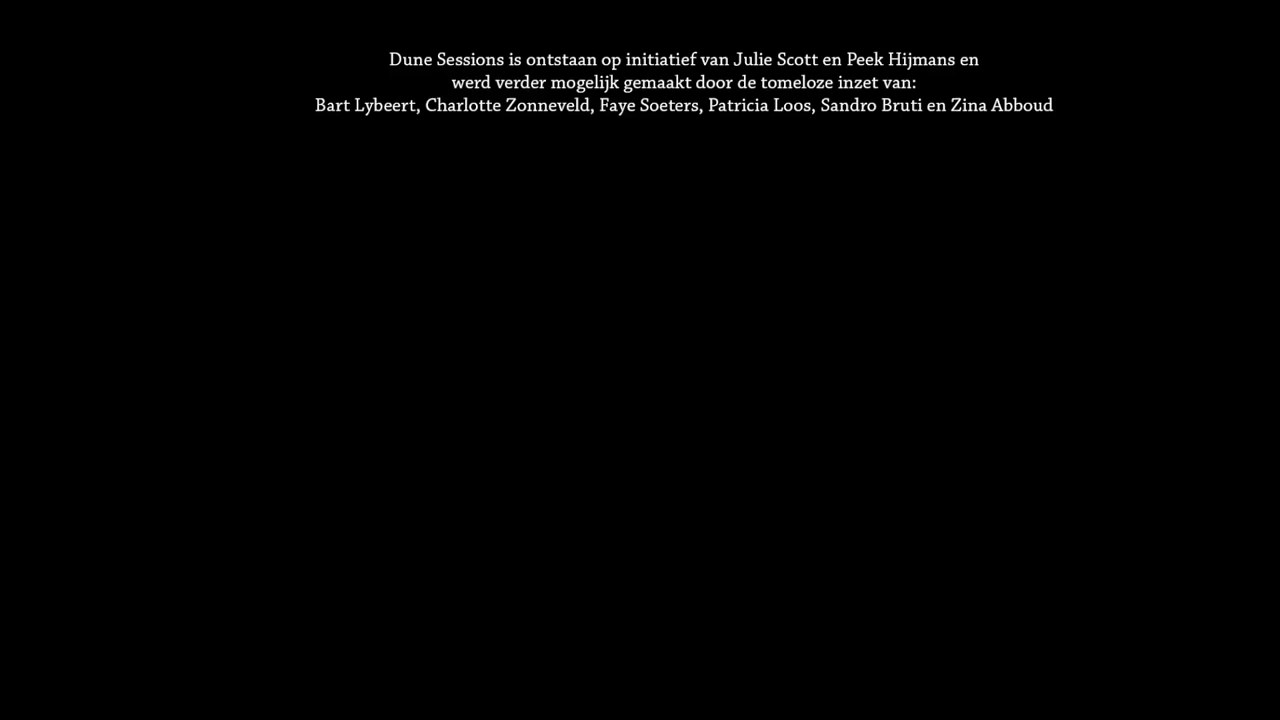 Dune Sessions is ontstaan op initiatief van Julie Scott en Peek Hijmans en
werd verder mogelijk gemaakt door de tomeloze inzet van:
Bart Lybeert, Charlotte Zonneveld, Faye Soeters, Patricia Loos, Sandro Bruti en Zina Abboud